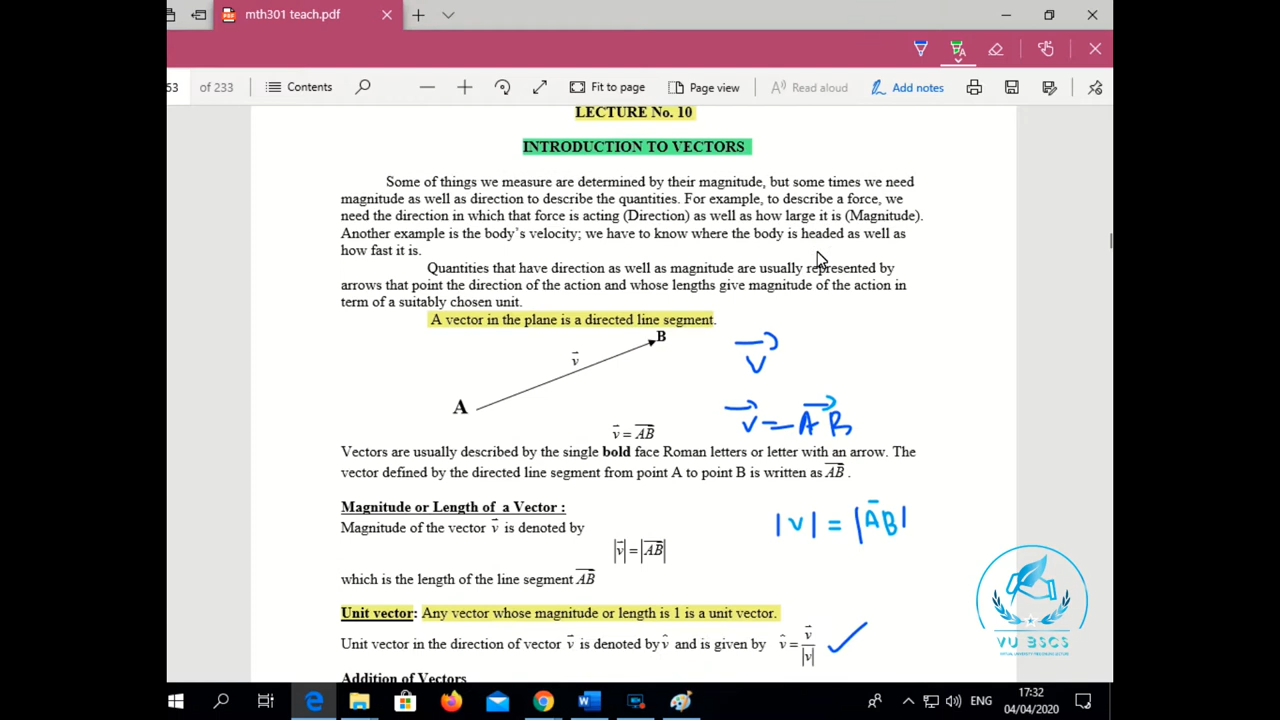 mth301 teach.pdf
53 of 233 Contents Fit to page Page view Read aloud Add notes
LECTURE No. 10
INTRODUCTION TO VECTORS
Some of things we measure are determined by their magnitude, but some times we need
magnitude as well as direction to describe the quantities. For example, to describe a force, we
need the direction in which that force is acting (Direction) as well as how large it is (Magnitude).
Another example is the body's velocity; we have to know where the body is headed as well as
how fast it is.
Quantities that have direction as well as magnitude are usually represented by
arrows that point the direction of the action and whose lengths give magnitude of the action in
term of a suitably chosen unit.
A vector in the plane is a directed line segment.
B
v⃗
v⃗
A
v⃗ = A⃗B
v⃗ = A⃗B⃗
Vectors are usually described by the single bold face Roman letters or letter with an arrow. The
vector defined by the directed line segment from point A to point B is written as A⃗B⃗ .
Magnitude or Length of a Vector :
Magnitude of the vector v⃗ is denoted by
|v| = |A̅B|
|v⃗| = |A⃗B⃗|
which is the length of the line segment A⃗B⃗
Unit vector: Any vector whose magnitude or length is 1 is a unit vector.
Unit vector in the direction of vector v⃗ is denoted by v̂ and is given by v̂ = v⃗/|v⃗|
Addition of Vectors
VU BSCS
VIRTUAL UNIVERSITY
ENG
17:32
04/04/2020